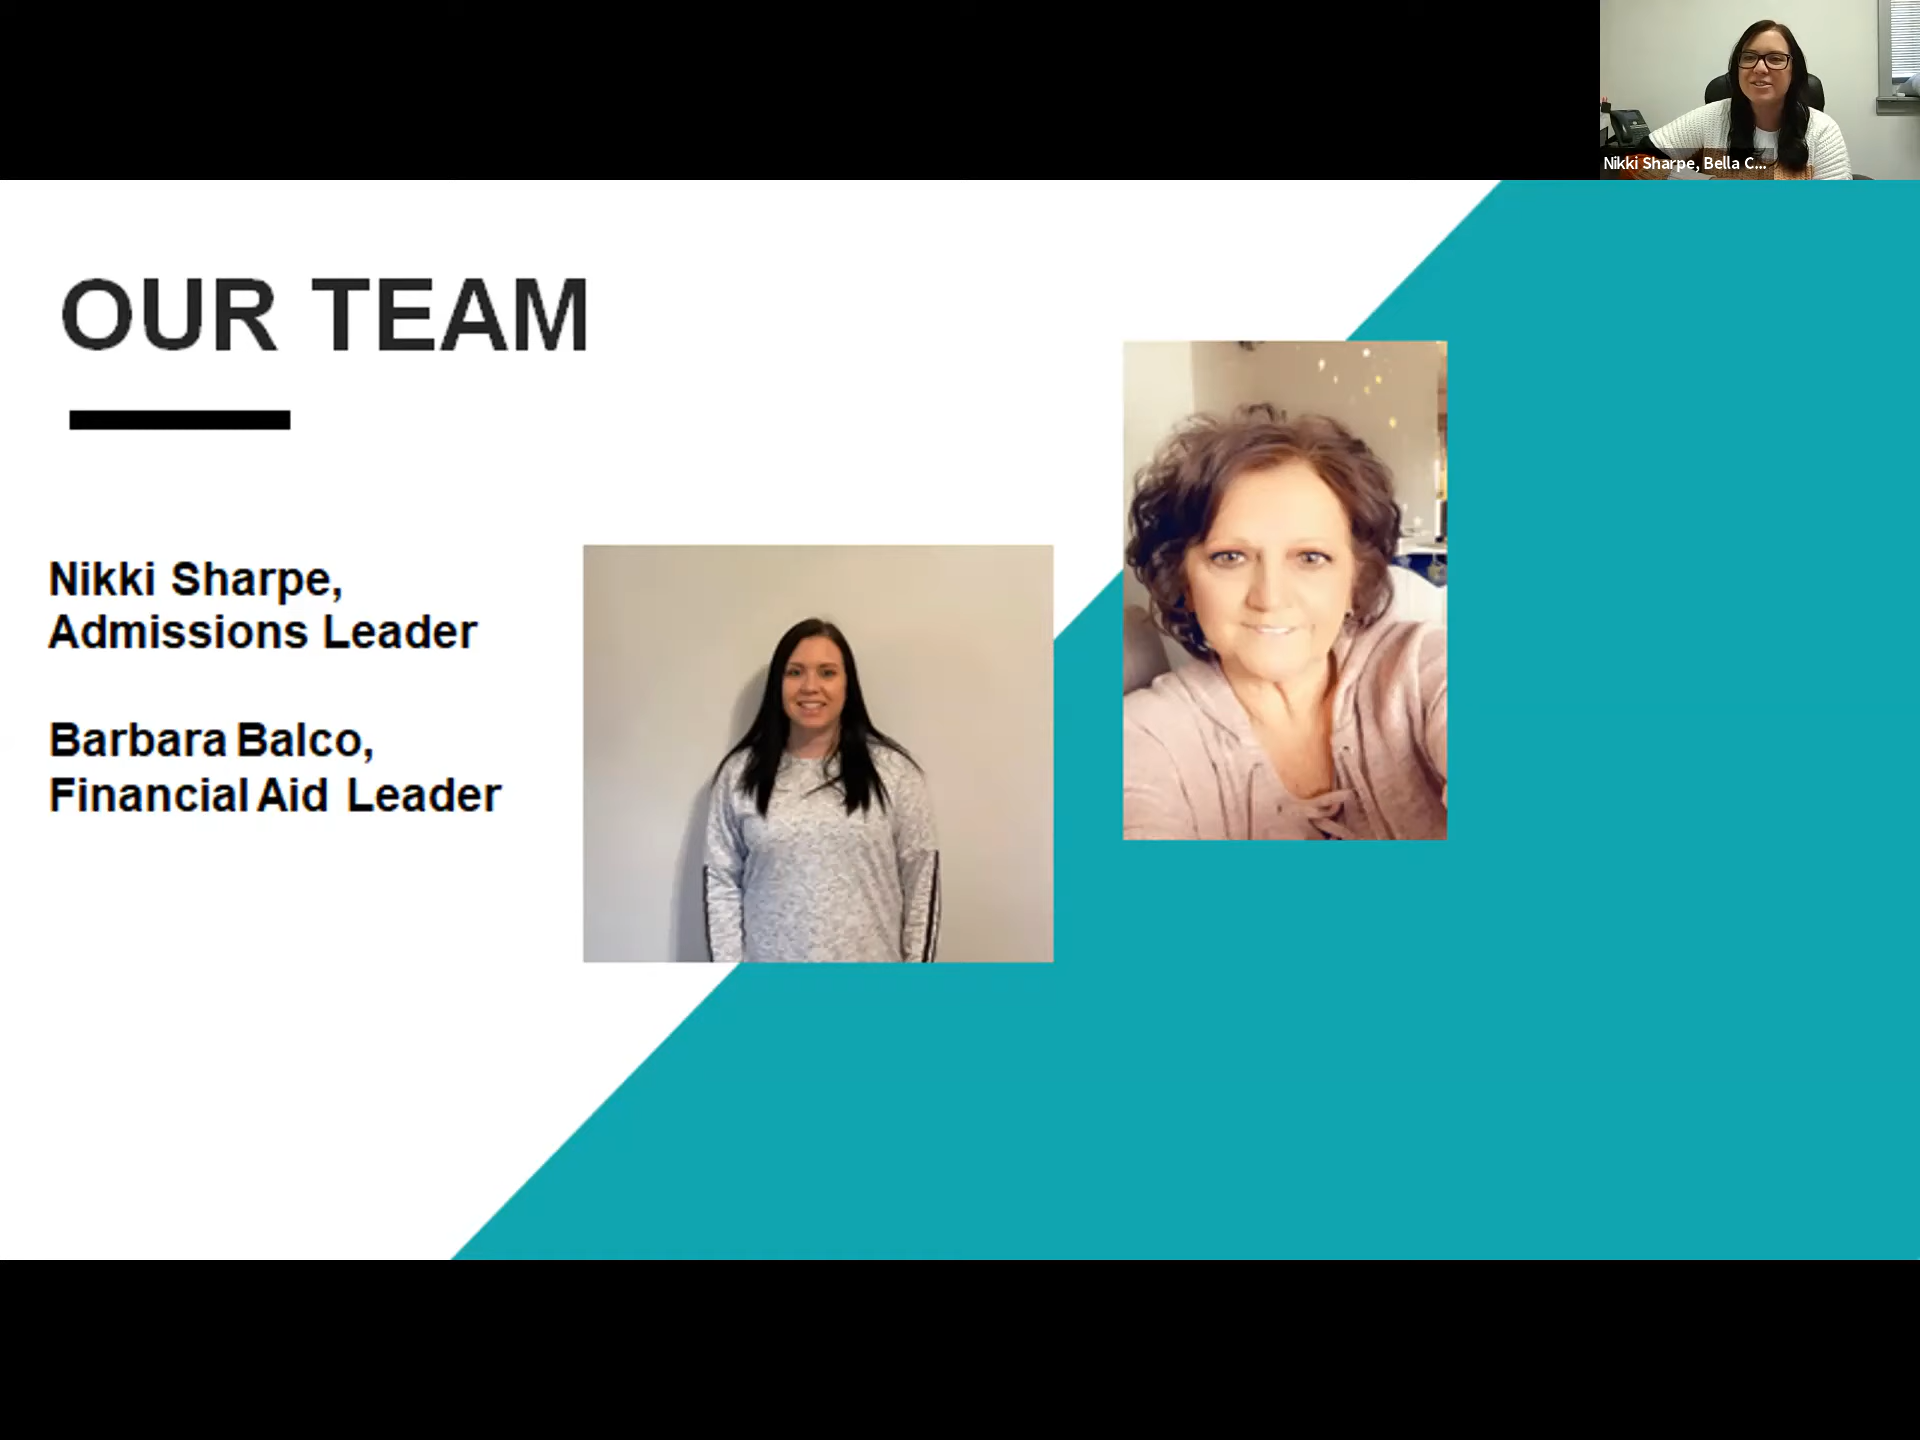 Nikki Sharpe, Bella C...
OUR TEAM
Nikki Sharpe,
Admissions Leader
Barbara Balco,
Financial Aid Leader